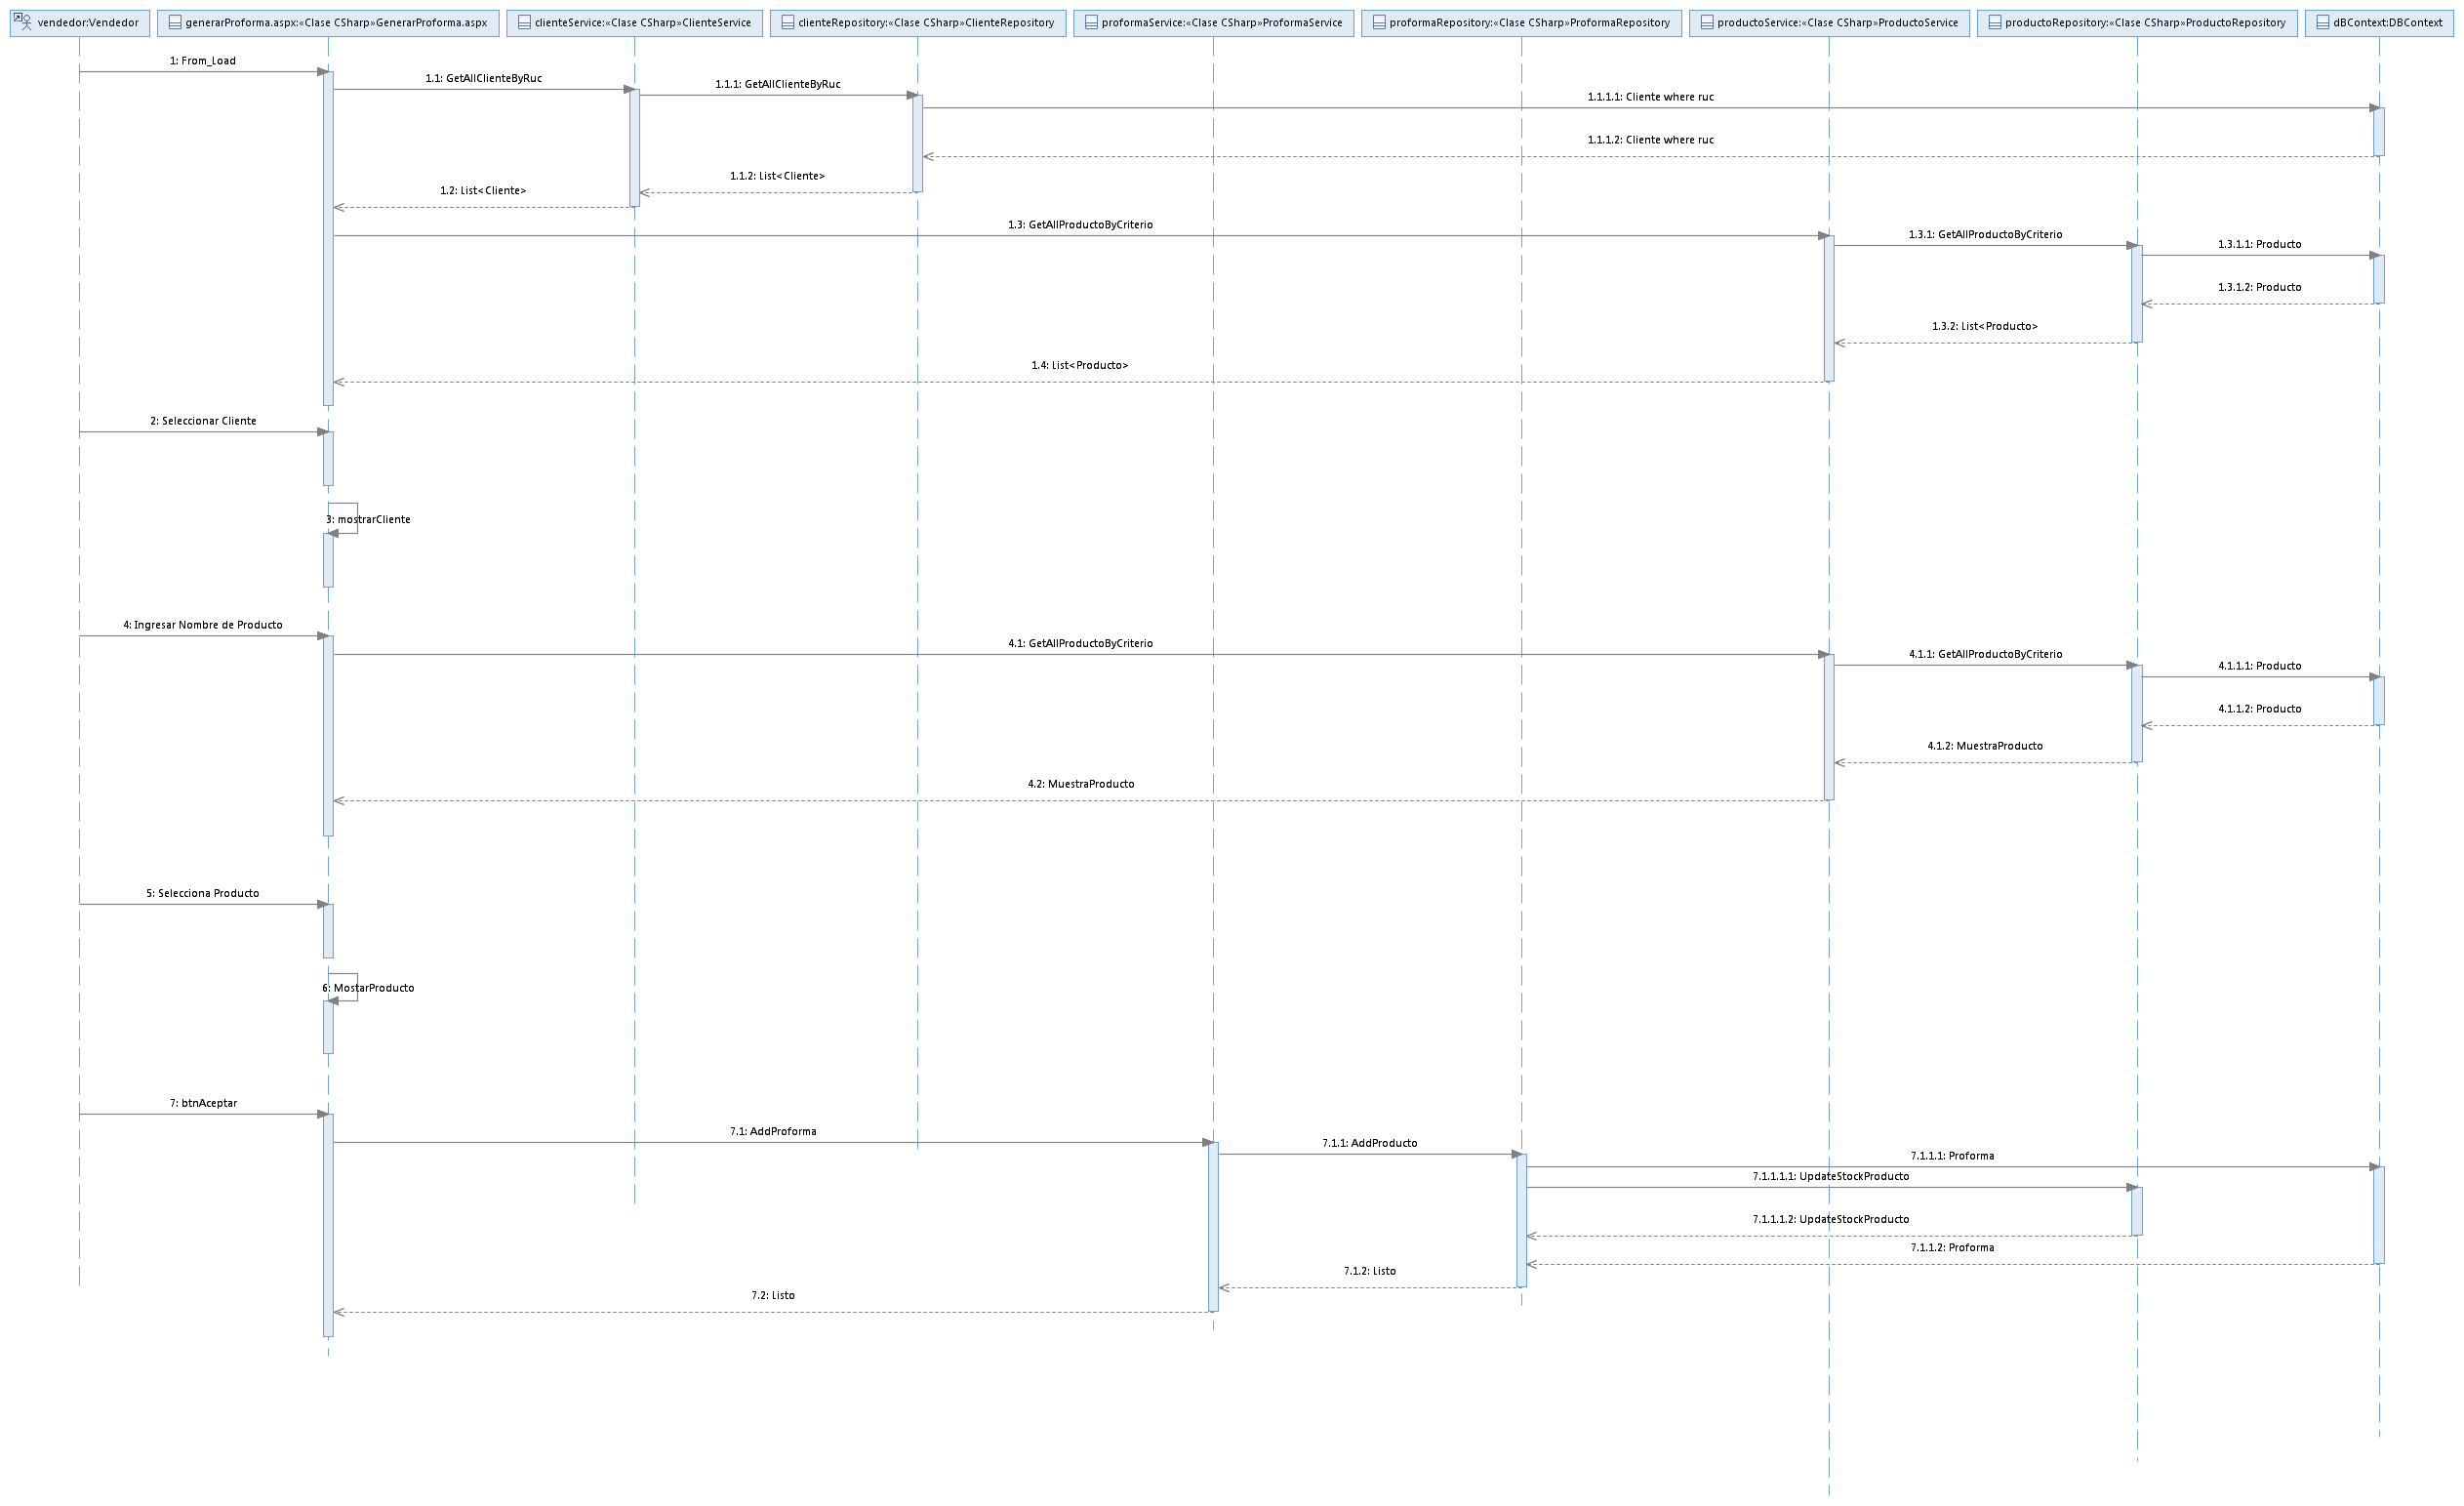 vendedor:Vendedor
generarProforma.aspx:«Clase CSharp»GenerarProforma.aspx
clienteService:«Clase CSharp»ClienteService
clienteRepository:«Clase CSharp»ClienteRepository
proformaService:«Clase CSharp»ProformaService
proformaRepository:«Clase CSharp»ProformaRepository
productoService:«Clase CSharp»ProductoService
productoRepository:«Clase CSharp»ProductoRepository
dBContext:DBContext
1: From_Load
1.1: GetAllClienteByRuc
1.1.1: GetAllClienteByRuc
1.1.1.1: Cliente where ruc
1.1.1.2: Cliente where ruc
1.1.2: List<Cliente>
1.2: List<Cliente>
1.3: GetAllProductoByCriterio
1.3.1: GetAllProductoByCriterio
1.3.1.1: Producto
1.3.1.2: Producto
1.3.2: List<Producto>
1.4: List<Producto>
2: Seleccionar Cliente
3: mostrarCliente
4: Ingresar Nombre de Producto
4.1: GetAllProductoByCriterio
4.1.1: GetAllProductoByCriterio
4.1.1.1: Producto
4.1.1.2: Producto
4.1.2: MuestraProducto
4.2: MuestraProducto
5: Selecciona Producto
6: MostarProducto
7: btnAceptar
7.1: AddProforma
7.1.1: AddProducto
7.1.1.1: Proforma
7.1.1.1.1: UpdateStockProducto
7.1.1.1.2: UpdateStockProducto
7.1.1.2: Proforma
7.1.2: Listo
7.2: Listo